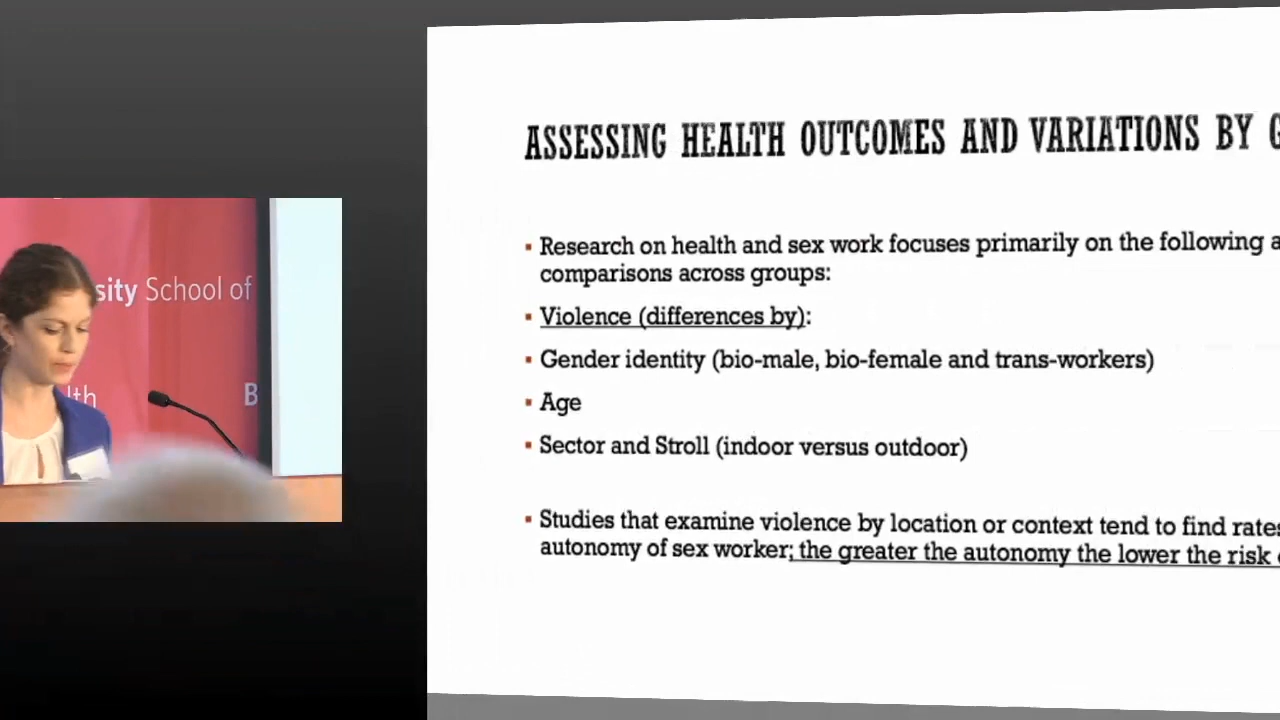 ASSESSING HEALTH OUTCOMES AND VARIATIONS BY
Research on health and sex work focuses primarily on the following
comparisons across groups:
Violence (differences by):
Gender identity (bio-male, bio-female and trans-workers)
Age
Sector and Stroll (indoor versus outdoor)
Studies that examine violence by location or context tend to find rates
autonomy of sex worker; the greater the autonomy the lower the risk
sity School of
lth
B